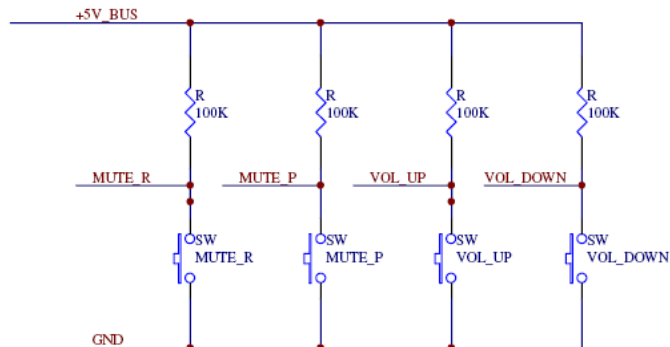 +5V_BUS
R R R R
100K 100K 100K 100K
MUTE_R MUTE_P VOL_UP VOL_DOWN
SW SW SW SW
MUTE_R MUTE_P VOL_UP VOL_DOWN
GND